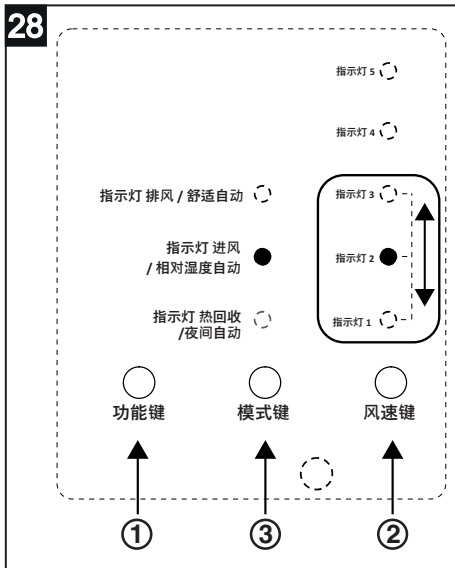 28
指示灯 5
指示灯 4
指示灯 排风 / 舒适自动
指示灯 3
指示灯 进风
/ 相对湿度自动
指示灯 2
指示灯 热回收
/夜间自动
指示灯 1
功能键
模式键
风速键
①
③
②